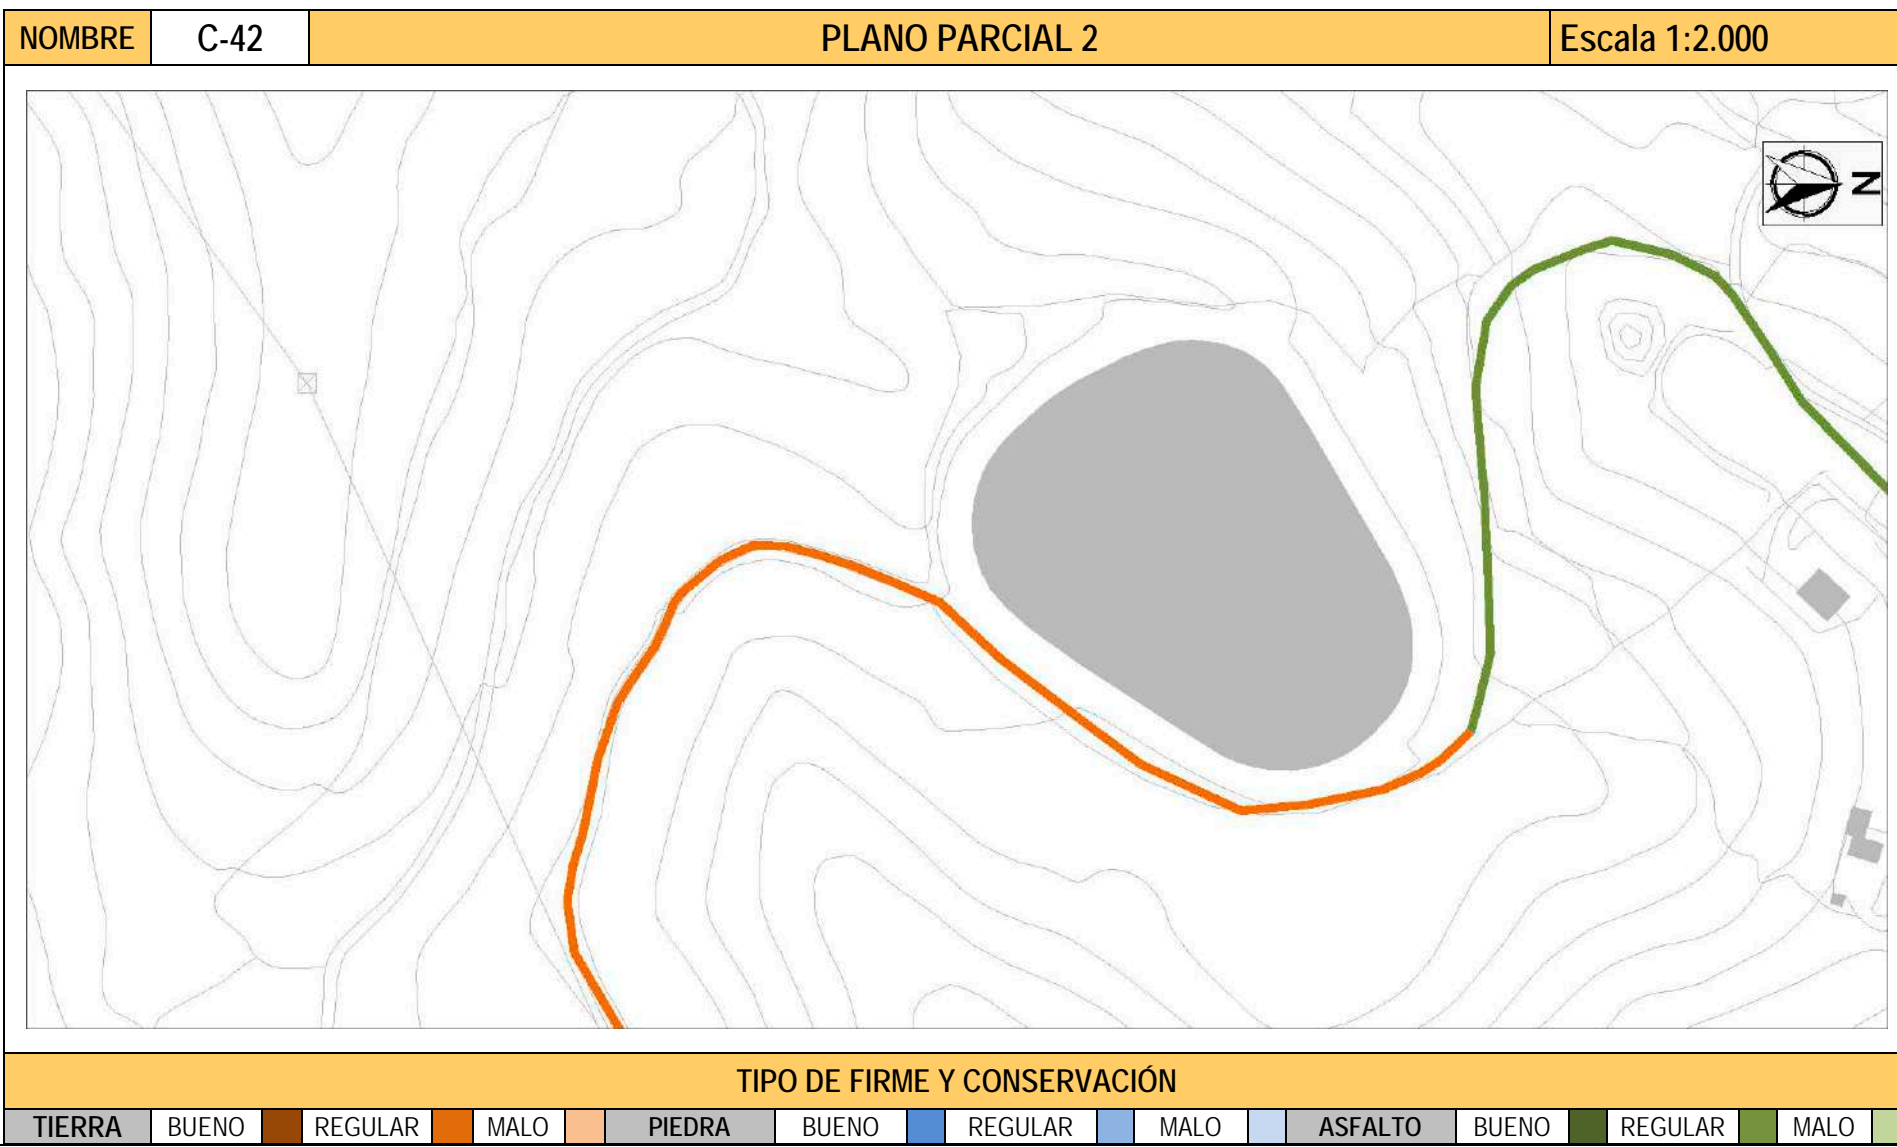 NOMBRE C-42 PLANO PARCIAL 2 Escala 1:2.000
N
TIPO DE FIRME Y CONSERVACIÓN
TIERRA BUENO REGULAR MALO PIEDRA BUENO REGULAR MALO ASFALTO BUENO REGULAR MALO